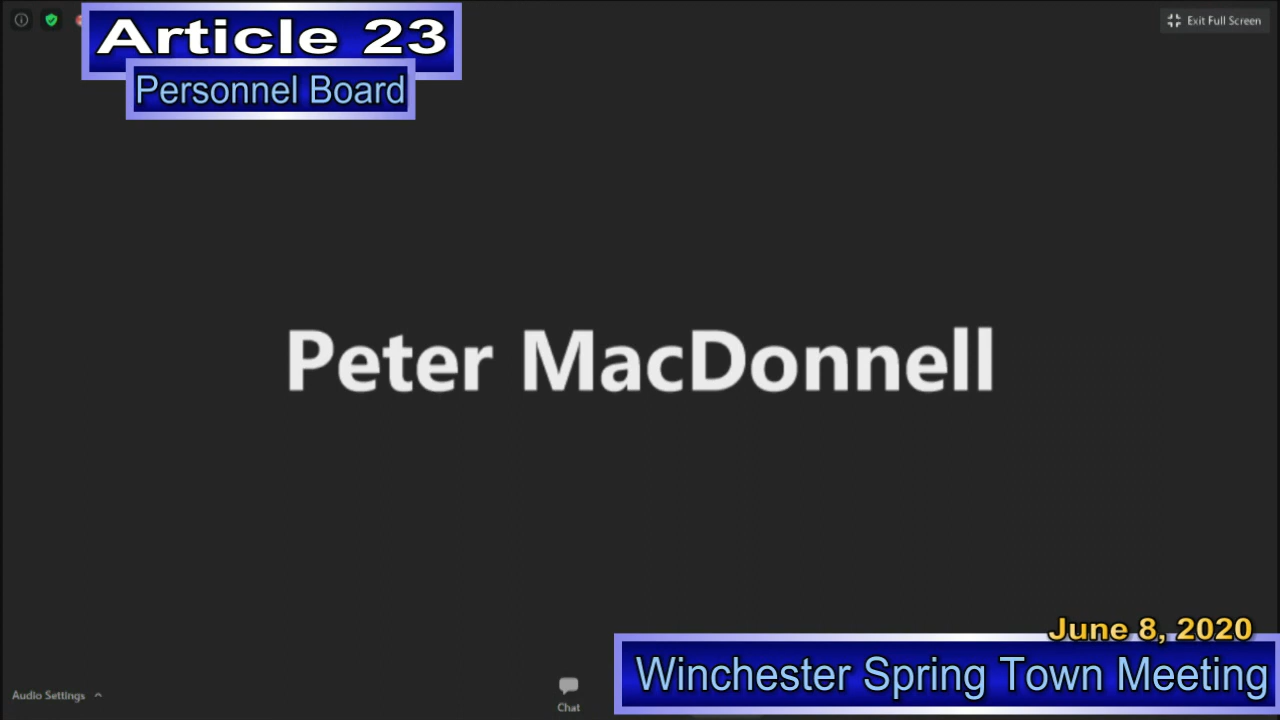 Article 23
Exit Full Screen
Personnel Board
Peter MacDonnell
June 8, 2020
Winchester Spring Town Meeting
Audio Settings
Chat